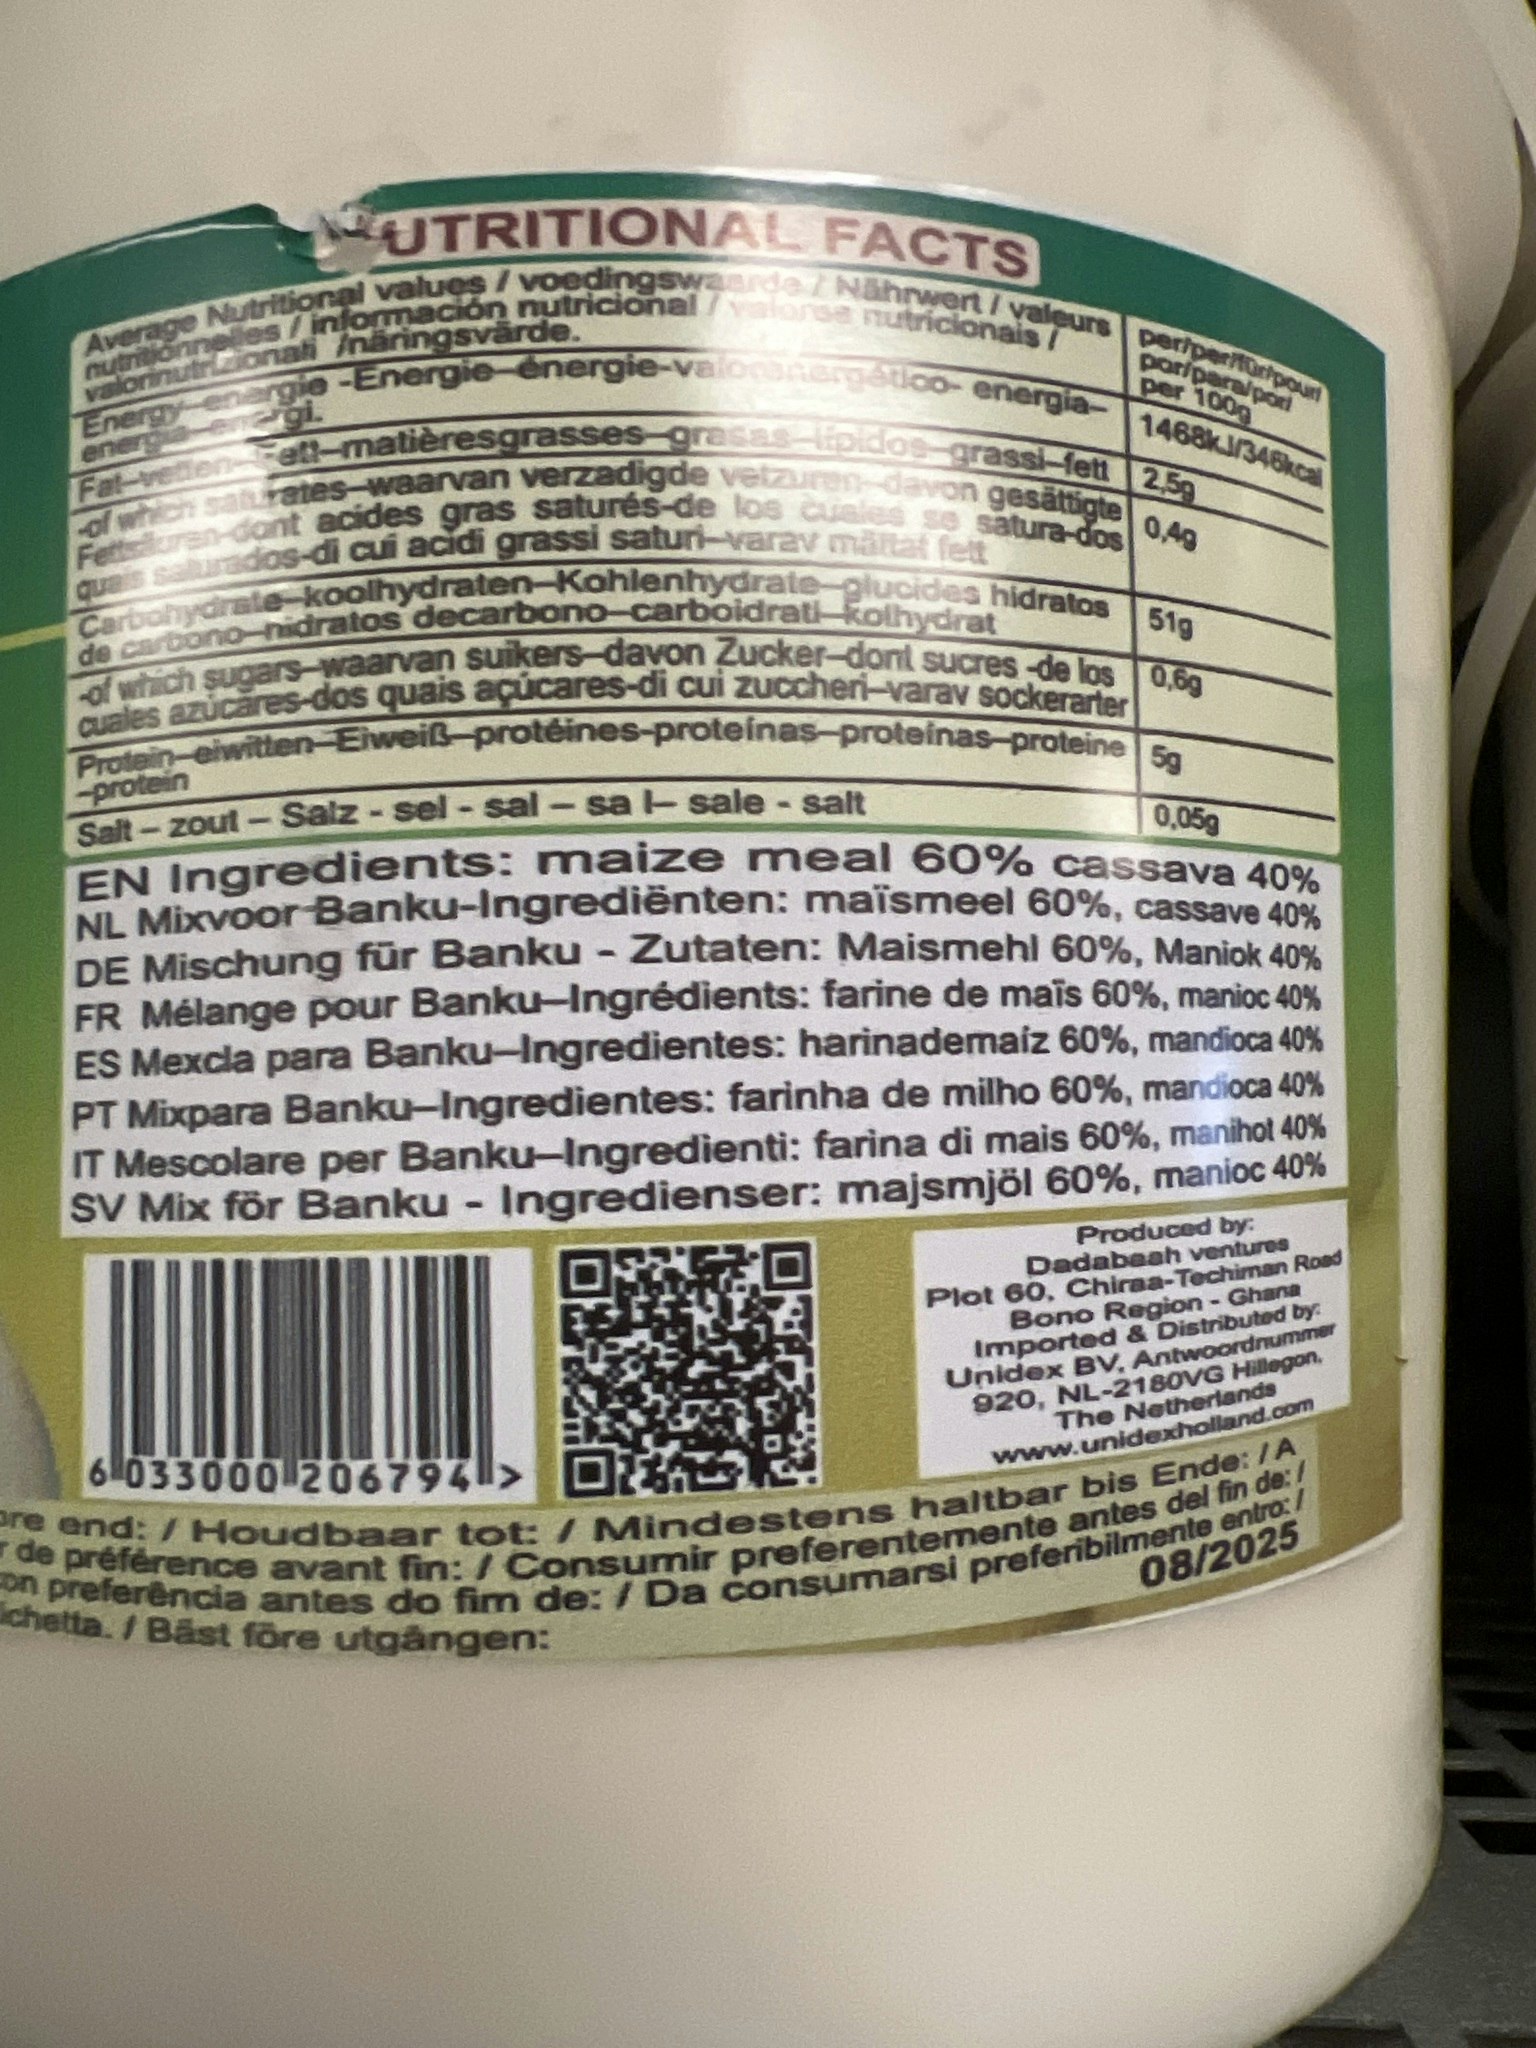 UTRITIONAL FACTS
Average Nutritional values / voedingswaarde / Nährwert / valeurs
nutritionnelles / información nutricional / valorse nutricionais /
valorinutrizionali /näringsvärde.
per/per/für/pour/
por/para/por/
per 100g
Energy-energie -Energie-énergie-valor energético- energia-
energia-energi.
1468kJ/346kcal
Fat-vetten-Fett-matièresgrasses-grasas-lípidos-grassi-fett
2,5g
-of which saturates-waarvan verzadigde vetzuren-davon gesättigte
Fettsäuren-dont acides gras saturés-de los cuales se satura-dos
quais saturados-di cui acidi grassi saturi-varav mättat fett
0,4g
Carbohydrate-koolhydraten-Kohlenhydrate-glucides hidratos
de carbono-hidratos decarbono-carboidrati-kolhydrat
51g
-of which sugars-waarvan suikers-davon Zucker-dont sucres -de los
cuales azúcares-dos quais açúcares-di cui zuccheri-varav sockerarter
0,6g
Protein-eiwitten-Eiweiß-protéines-proteínas-proteínas-proteine
-protein
5g
Salt – zout – Salz - sel - sal – sa l– sale - salt
0,05g
EN Ingredients: maize meal 60% cassava 40%
NL Mixvoor Banku-Ingrediënten: maïsmeel 60%, cassave 40%
DE Mischung für Banku - Zutaten: Maismehl 60%, Maniok 40%
FR Mélange pour Banku–Ingrédients: farine de maïs 60%, manioc 40%
ES Mexcla para Banku–Ingredientes: harinademaíz 60%, mandioca 40%
PT Mixpara Banku–Ingredientes: farinha de milho 60%, mandioca 40%
IT Mescolare per Banku–Ingredienti: farina di mais 60%, manihot 40%
SV Mix för Banku - Ingredienser: majsmjöl 60%, manioc 40%
6 033000 206794 >
Produced by:
Dadabaah ventures
Plot 60, Chiraa-Techiman Road
Bono Region - Ghana
Imported & Distributed by:
Unidex BV, Antwoordnummer
920, NL-2180VG Hillegon,
The Netherlands
www.unidexholland.com
ore end: / Houdbaar tot: / Mindestens haltbar bis Ende: / A
r de préférence avant fin: / Consumir preferentemente antes del fin de: /
on preferência antes do fim de: / Da consumarsi preferibilmente entro: /
ichetta. / Bäst före utgången:
08/2025